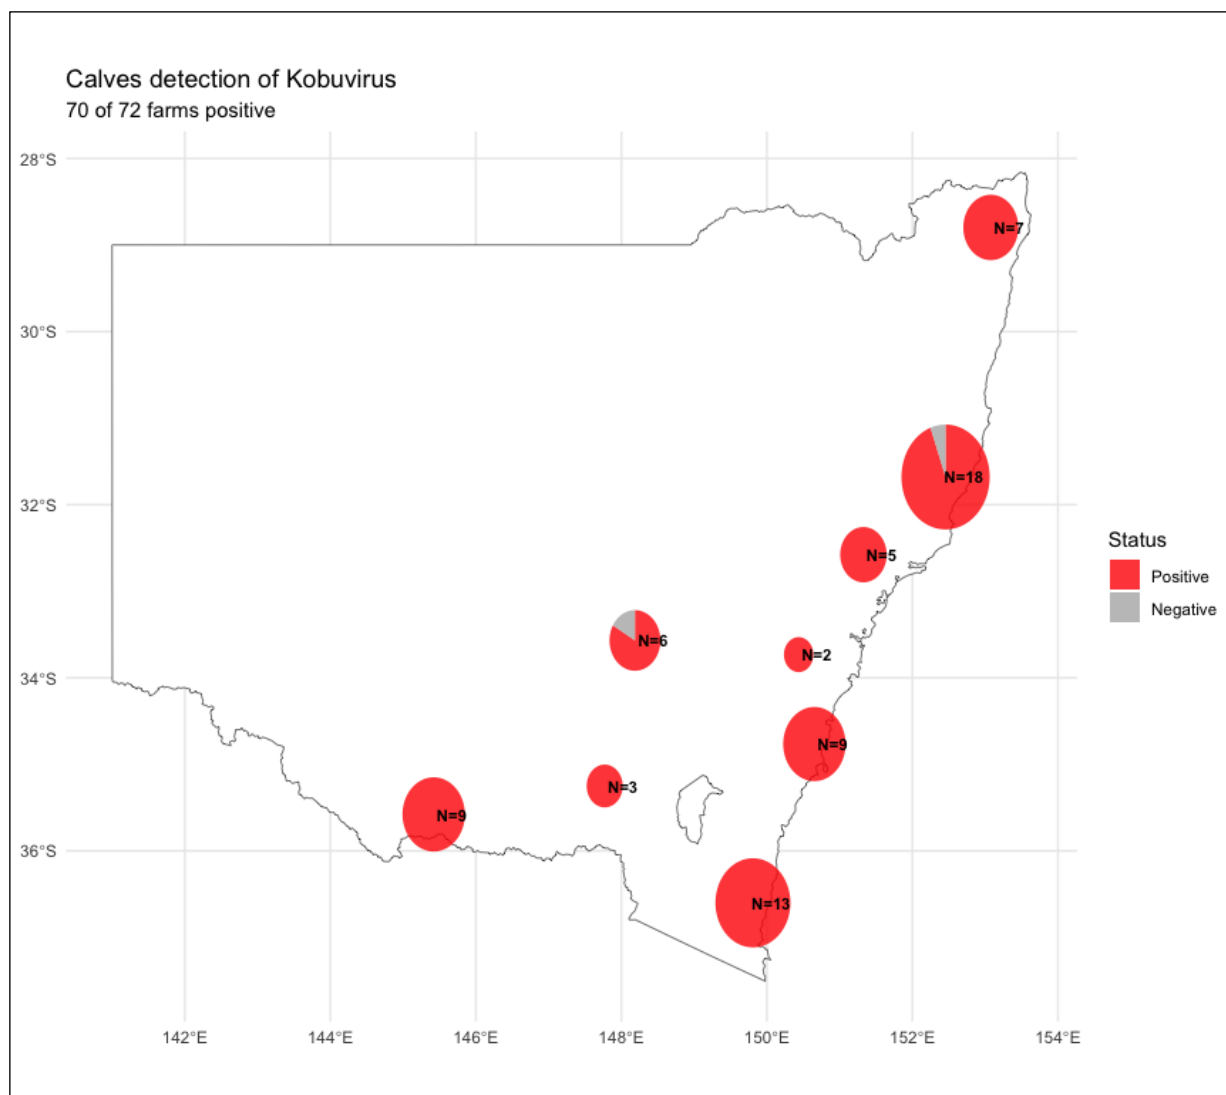 Calves detection of Kobuvirus
70 of 72 farms positive
28°S
N=7
30°S
N=18
32°S
N=5
Status
Positive
Negative
N=6
N=2
34°S
N=9
N=3
N=9
36°S
N=13
142°E 144°E 146°E 148°E 150°E 152°E 154°E